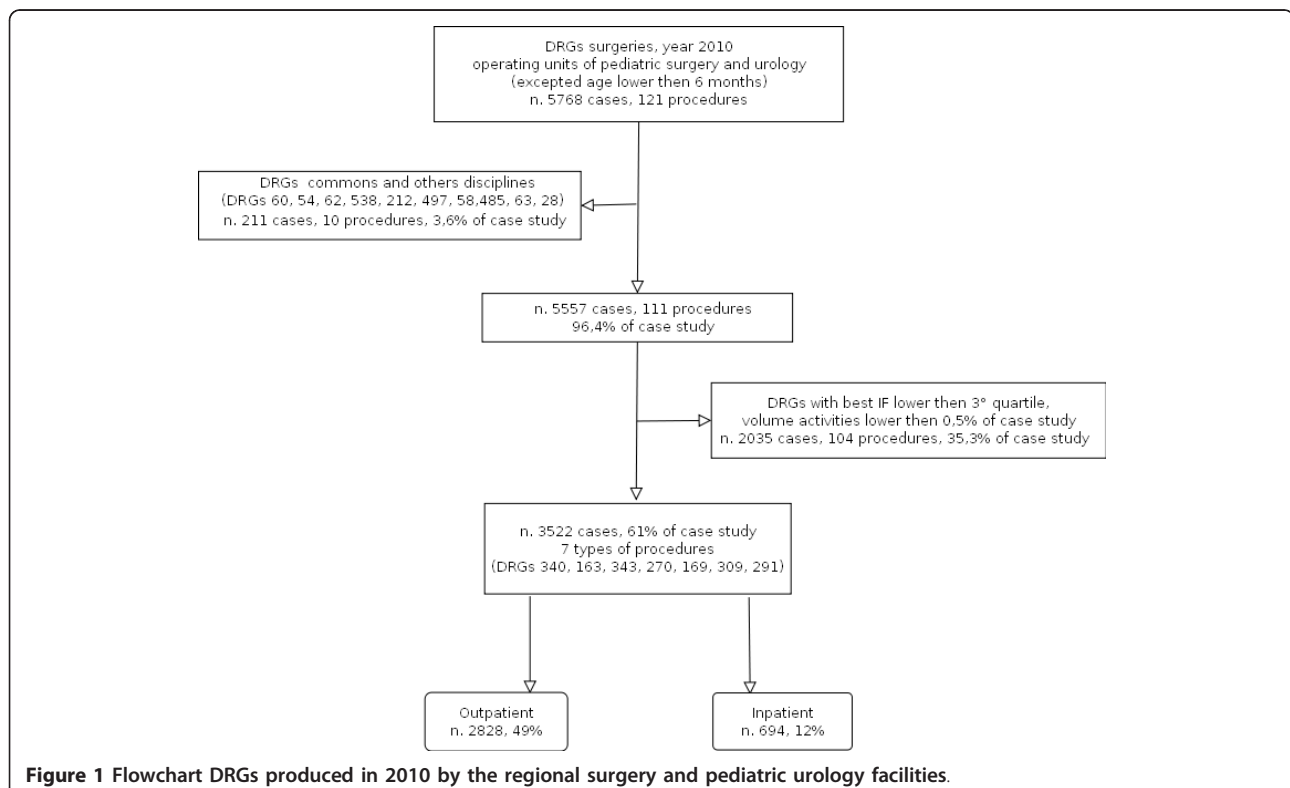 DRGs surgeries, year 2010
operating units of pediatric surgery and urology
(excepted age lower then 6 months)
n. 5768 cases, 121 procedures
DRGs commons and others disciplines
(DRGs 60, 54, 62, 538, 212, 497, 58,485, 63, 28)
n. 211 cases, 10 procedures, 3,6% of case study
n. 5557 cases, 111 procedures
96,4% of case study
DRGs with best IF lower then 3° quartile,
volume activities lower then 0,5% of case study
n. 2035 cases, 104 procedures, 35,3% of case study
n. 3522 cases, 61% of case study
7 types of procedures
(DRGs 340, 163, 343, 270, 169, 309, 291)
Outpatient
n. 2828, 49%
Inpatient
n. 694, 12%
Figure 1 Flowchart DRGs produced in 2010 by the regional surgery and pediatric urology facilities.